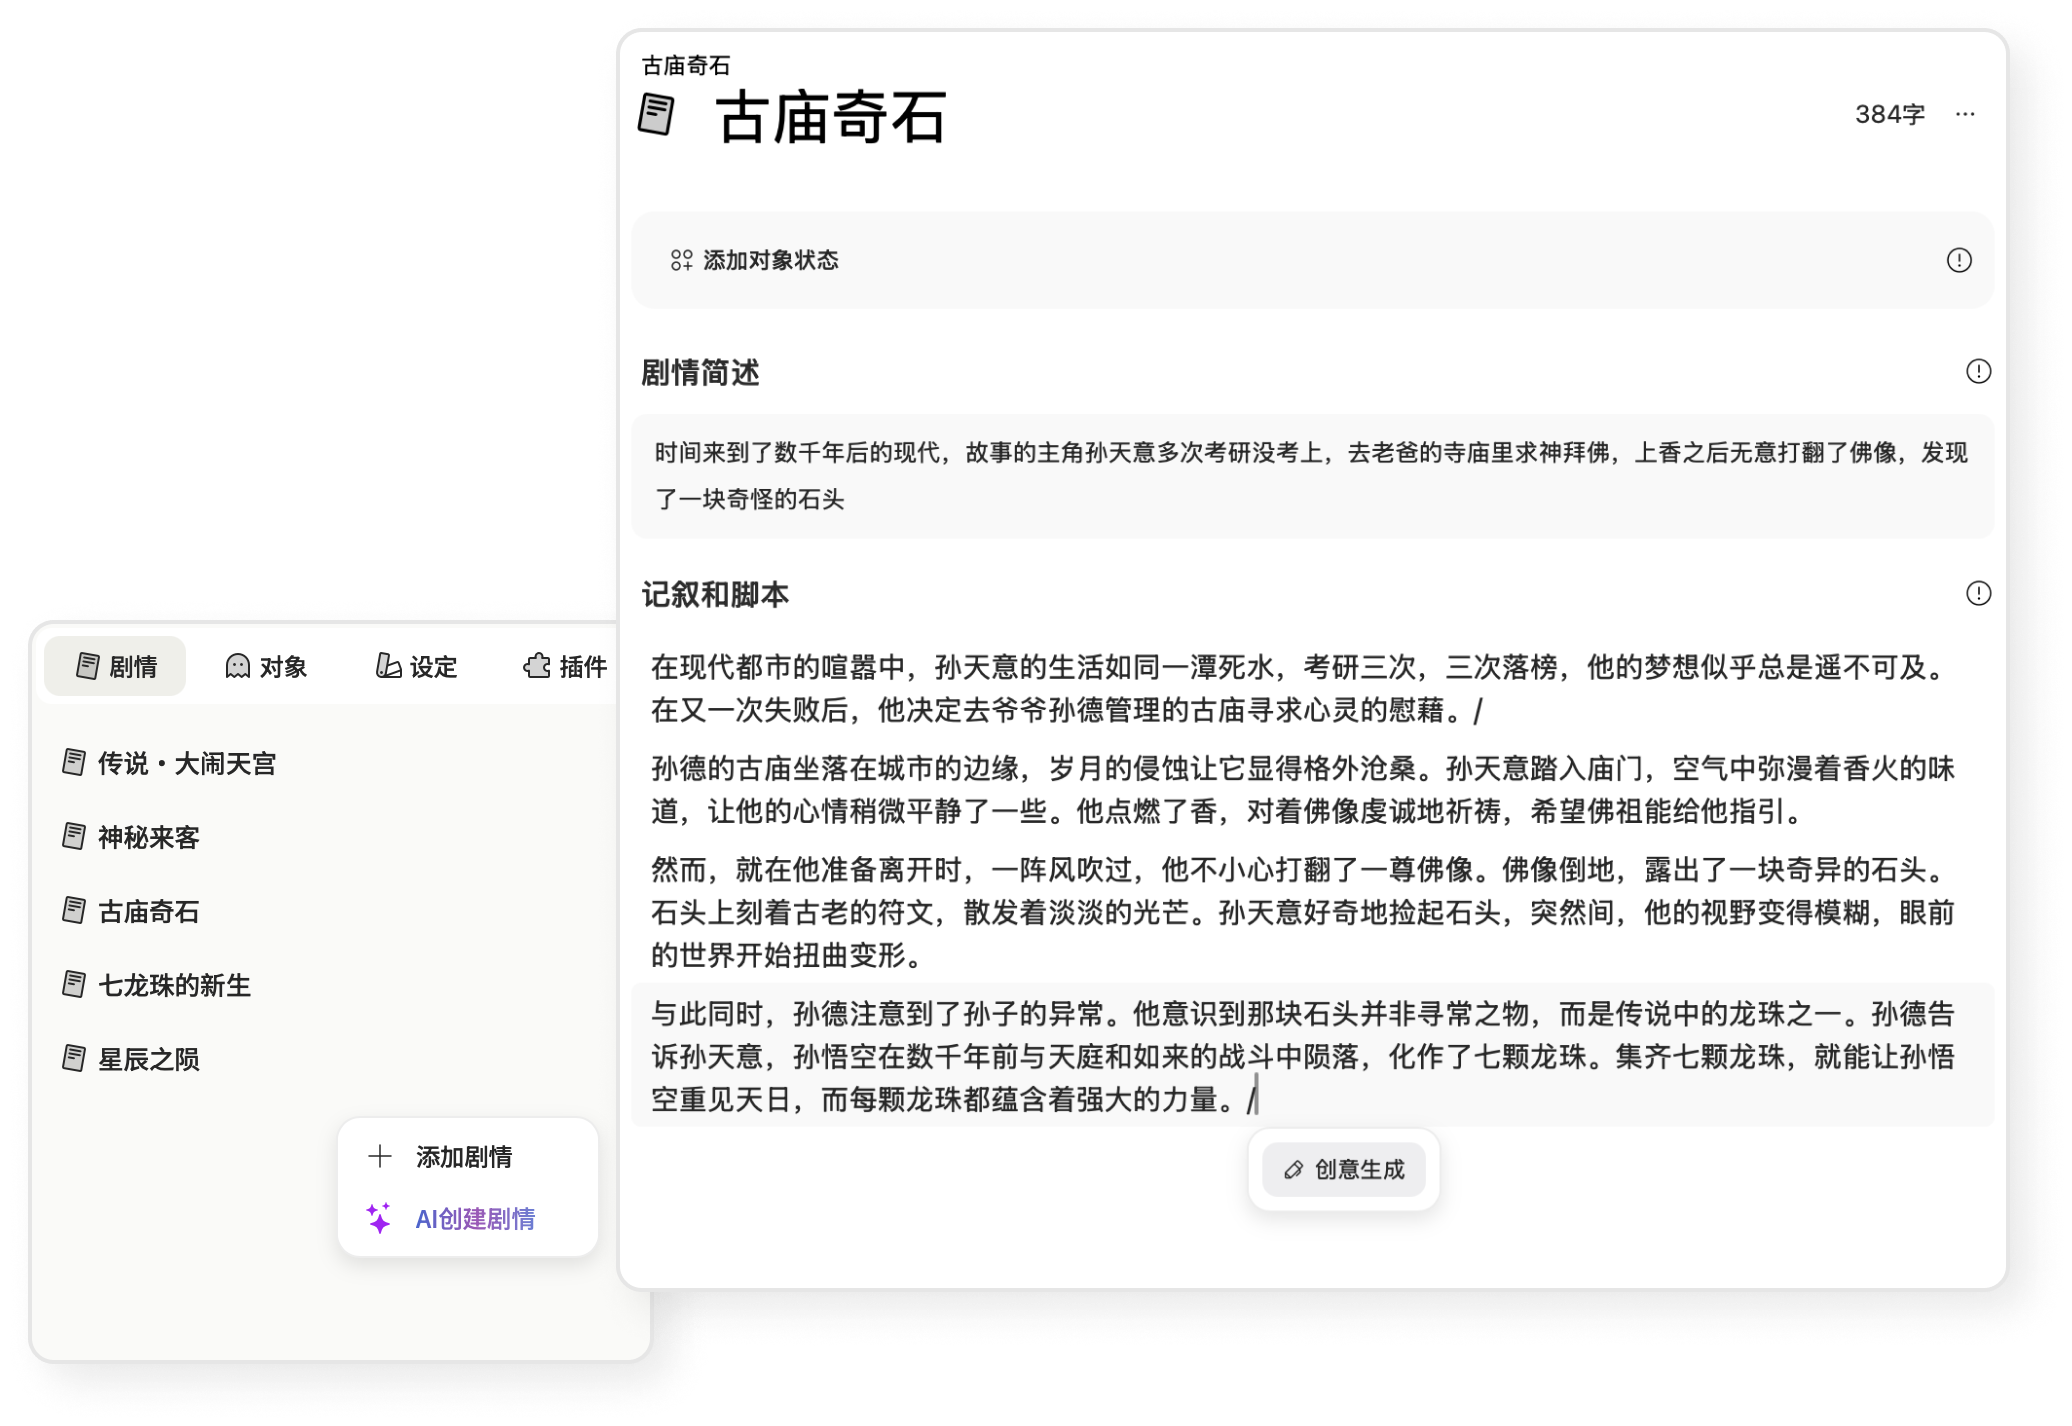 古庙奇石
古庙奇石
384字 ···
添加对象状态
剧情简述
时间来到了数千年后的现代，故事的主角孙天意多次考研没考上，去老爸的寺庙里求神拜佛，上香之后无意打翻了佛像，发现
了一块奇怪的石头
记叙和脚本
在现代都市的喧嚣中，孙天意的生活如同一潭死水，考研三次，三次落榜，他的梦想似乎总是遥不可及。
在又一次失败后，他决定去爷爷孙德管理的古庙寻求心灵的慰藉。/
孙德的古庙坐落在城市的边缘，岁月的侵蚀让它显得格外沧桑。孙天意踏入庙门，空气中弥漫着香火的味
道，让他的心情稍微平静了一些。他点燃了香，对着佛像虔诚地祈祷，希望佛祖能给他指引。
然而，就在他准备离开时，一阵风吹过，他不小心打翻了一尊佛像。佛像倒地，露出了一块奇异的石头。
石头上刻着古老的符文，散发着淡淡的光芒。孙天意好奇地捡起石头，突然间，他的视野变得模糊，眼前
的世界开始扭曲变形。
与此同时，孙德注意到了孙子的异常。他意识到那块石头并非寻常之物，而是传说中的龙珠之一。孙德告
诉孙天意，孙悟空在数千年前与天庭和如来的战斗中陨落，化作了七颗龙珠。集齐七颗龙珠，就能让孙悟
空重见天日，而每颗龙珠都蕴含着强大的力量。/
创意生成
剧情 对象 设定 插件
传说·大闹天宫
神秘来客
古庙奇石
七龙珠的新生
星辰之陨
添加剧情
AI创建剧情